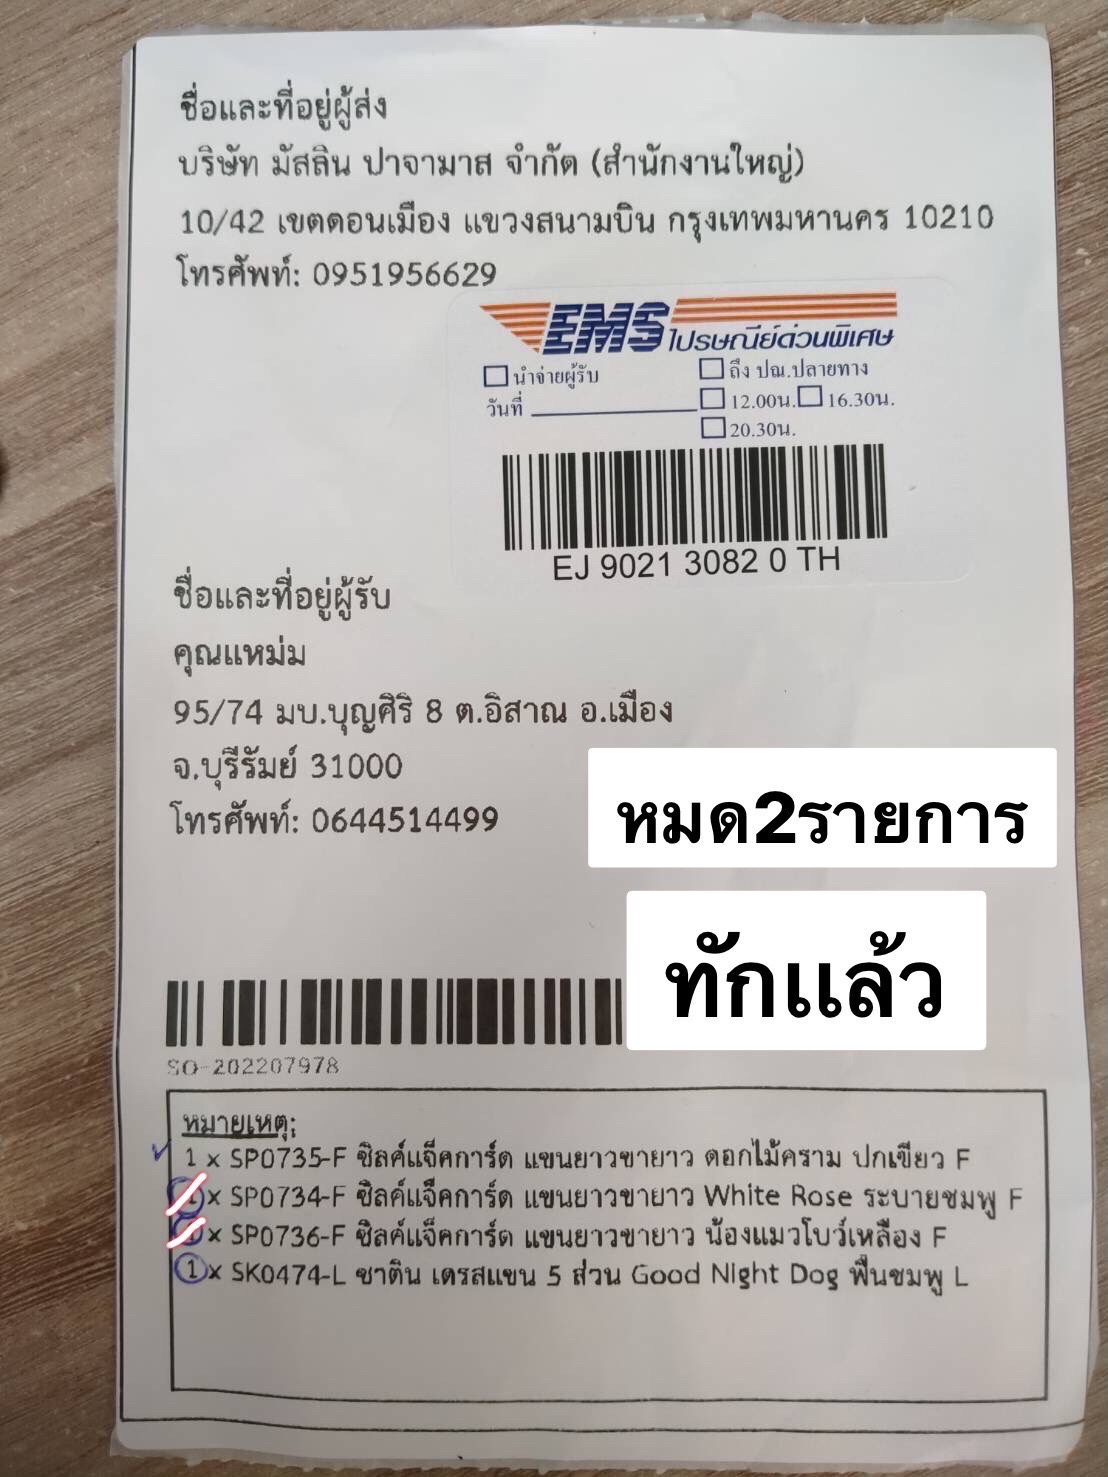 ชื่อและที่อยู่ผู้ส่ง
บริษัท มัสลิน ปาจามาส จำกัด (สำนักงานใหญ่)
10/42 เขตดอนเมือง แขวงสนามบิน กรุงเทพมหานคร 10210
โทรศัพท์: 0951956629
EMS ไปรษณีย์ด่วนพิเศษ
นำจ่ายผู้รับ
ถึง ปณ.ปลายทาง
วันที่
12.00น. 16.30น.
20.30น.
EJ 9021 3082 0 TH
ชื่อและที่อยู่ผู้รับ
คุณแหม่ม
95/74 มบ.บุญศิริ 8 ต.อิสาณ อ.เมือง
จ.บุรีรัมย์ 31000
โทรศัพท์: 0644514499
หมด2รายการ
ทักแล้ว
SO-202207978
หมายเหตุ:
1 x SP0735-F ซิลค์แจ็คการ์ด แขนยาวขายาว ดอกไม้คราม ปกเขียว F
1 x SP0734-F ซิลค์แจ็คการ์ด แขนยาวขายาว White Rose ระบายชมพู F
1 x SP0736-F ซิลค์แจ็คการ์ด แขนยาวขายาว น้องแมวโบว์เหลือง F
1 x SK0474-L ซาติน เดรสแขน 5 ส่วน Good Night Dog พื้นชมพู L